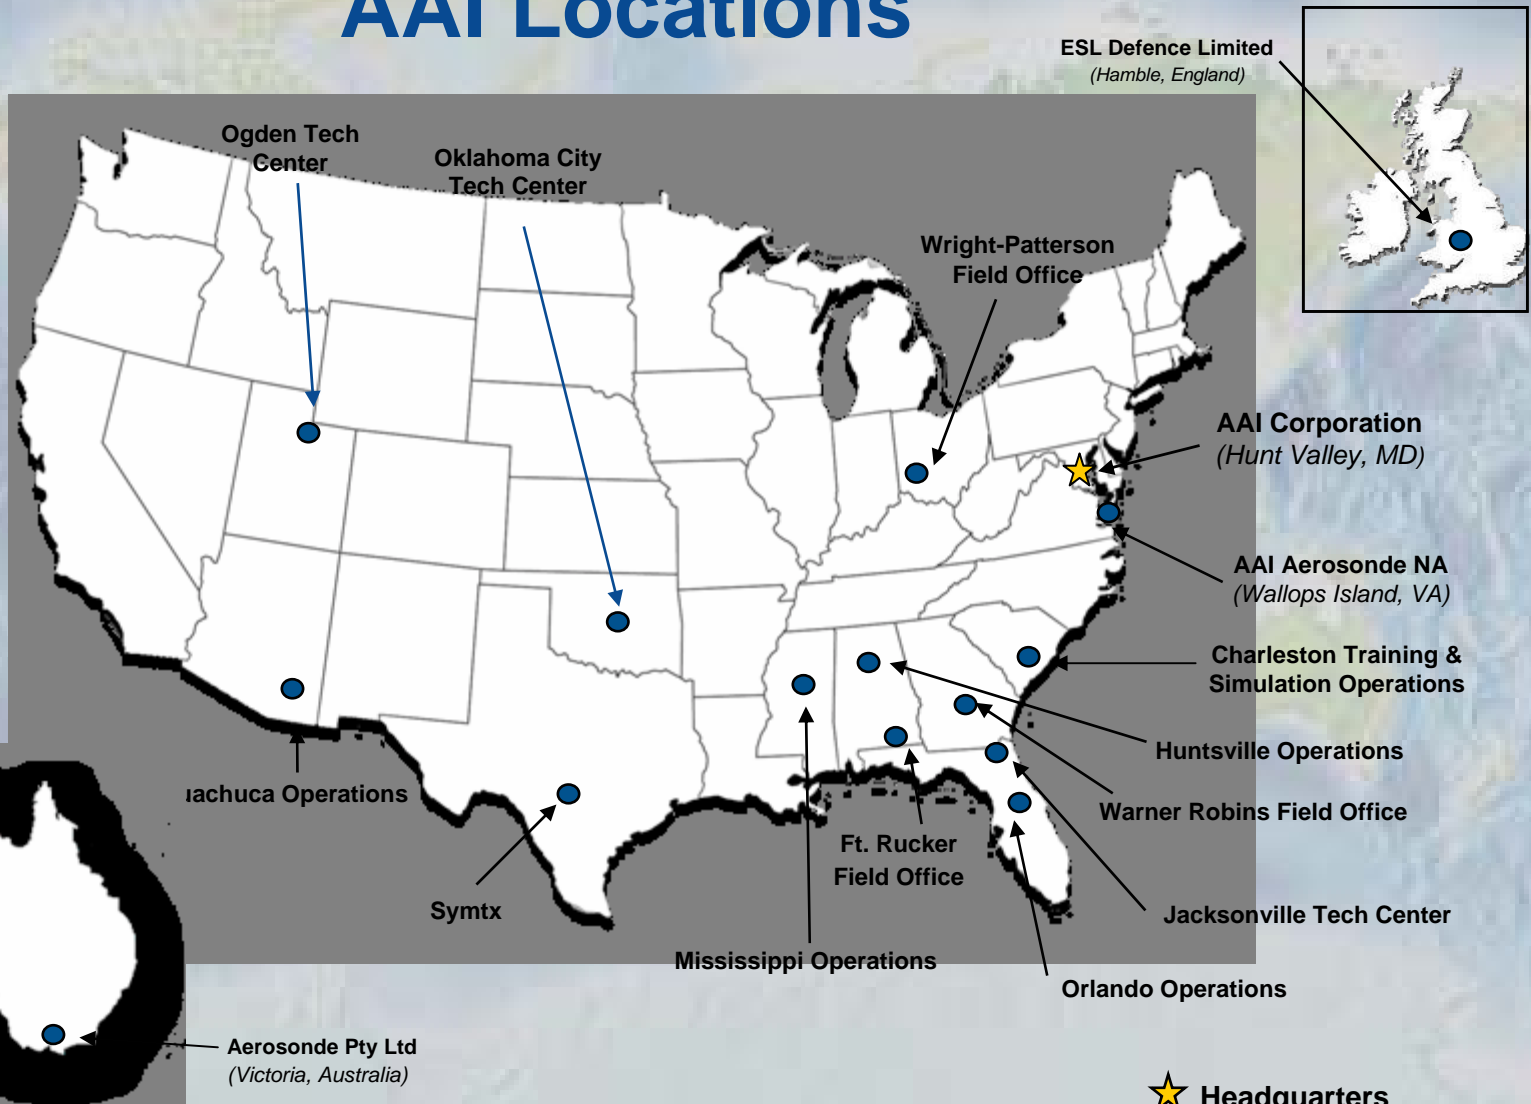 AAI Locations
ESL Defence Limited
(Hamble, England)
Ogden Tech
Center
Oklahoma City
Tech Center
Wright-Patterson
Field Office
AAI Corporation
(Hunt Valley, MD)
AAI Aerosonde NA
(Wallops Island, VA)
Charleston Training &
Simulation Operations
Huntsville Operations
Operations
Warner Robins Field Office
Ft. Rucker
Field Office
Symtx
Jacksonville Tech Center
Mississippi Operations
Orlando Operations
Aerosonde Pty Ltd
(Victoria, Australia)
Headquarters